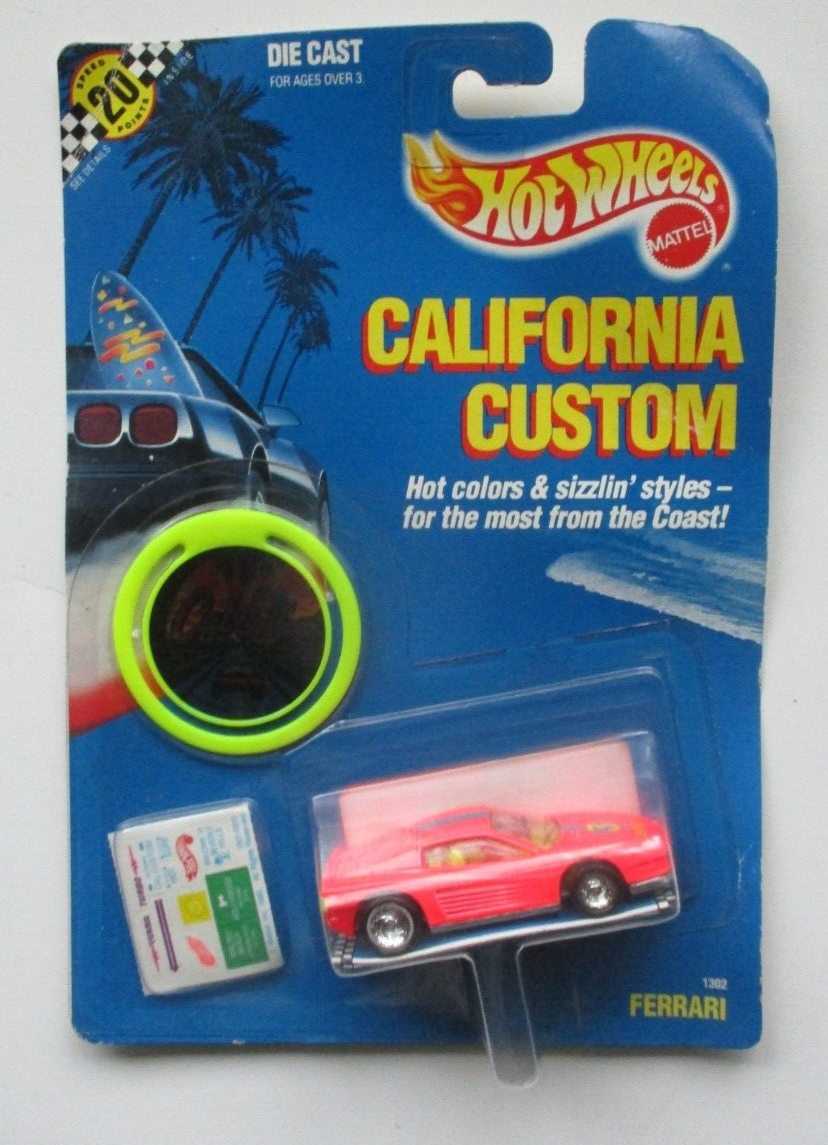 DIE CAST
FOR AGES OVER 3.
SPEED
20
POINTS
INSIDE
SEE DETAILS
HOT WHEELS
®
MATTEL
®
CALIFORNIA
CUSTOM
Hot colors & sizzlin' styles –
for the most from the Coast!
1302
FERRARI